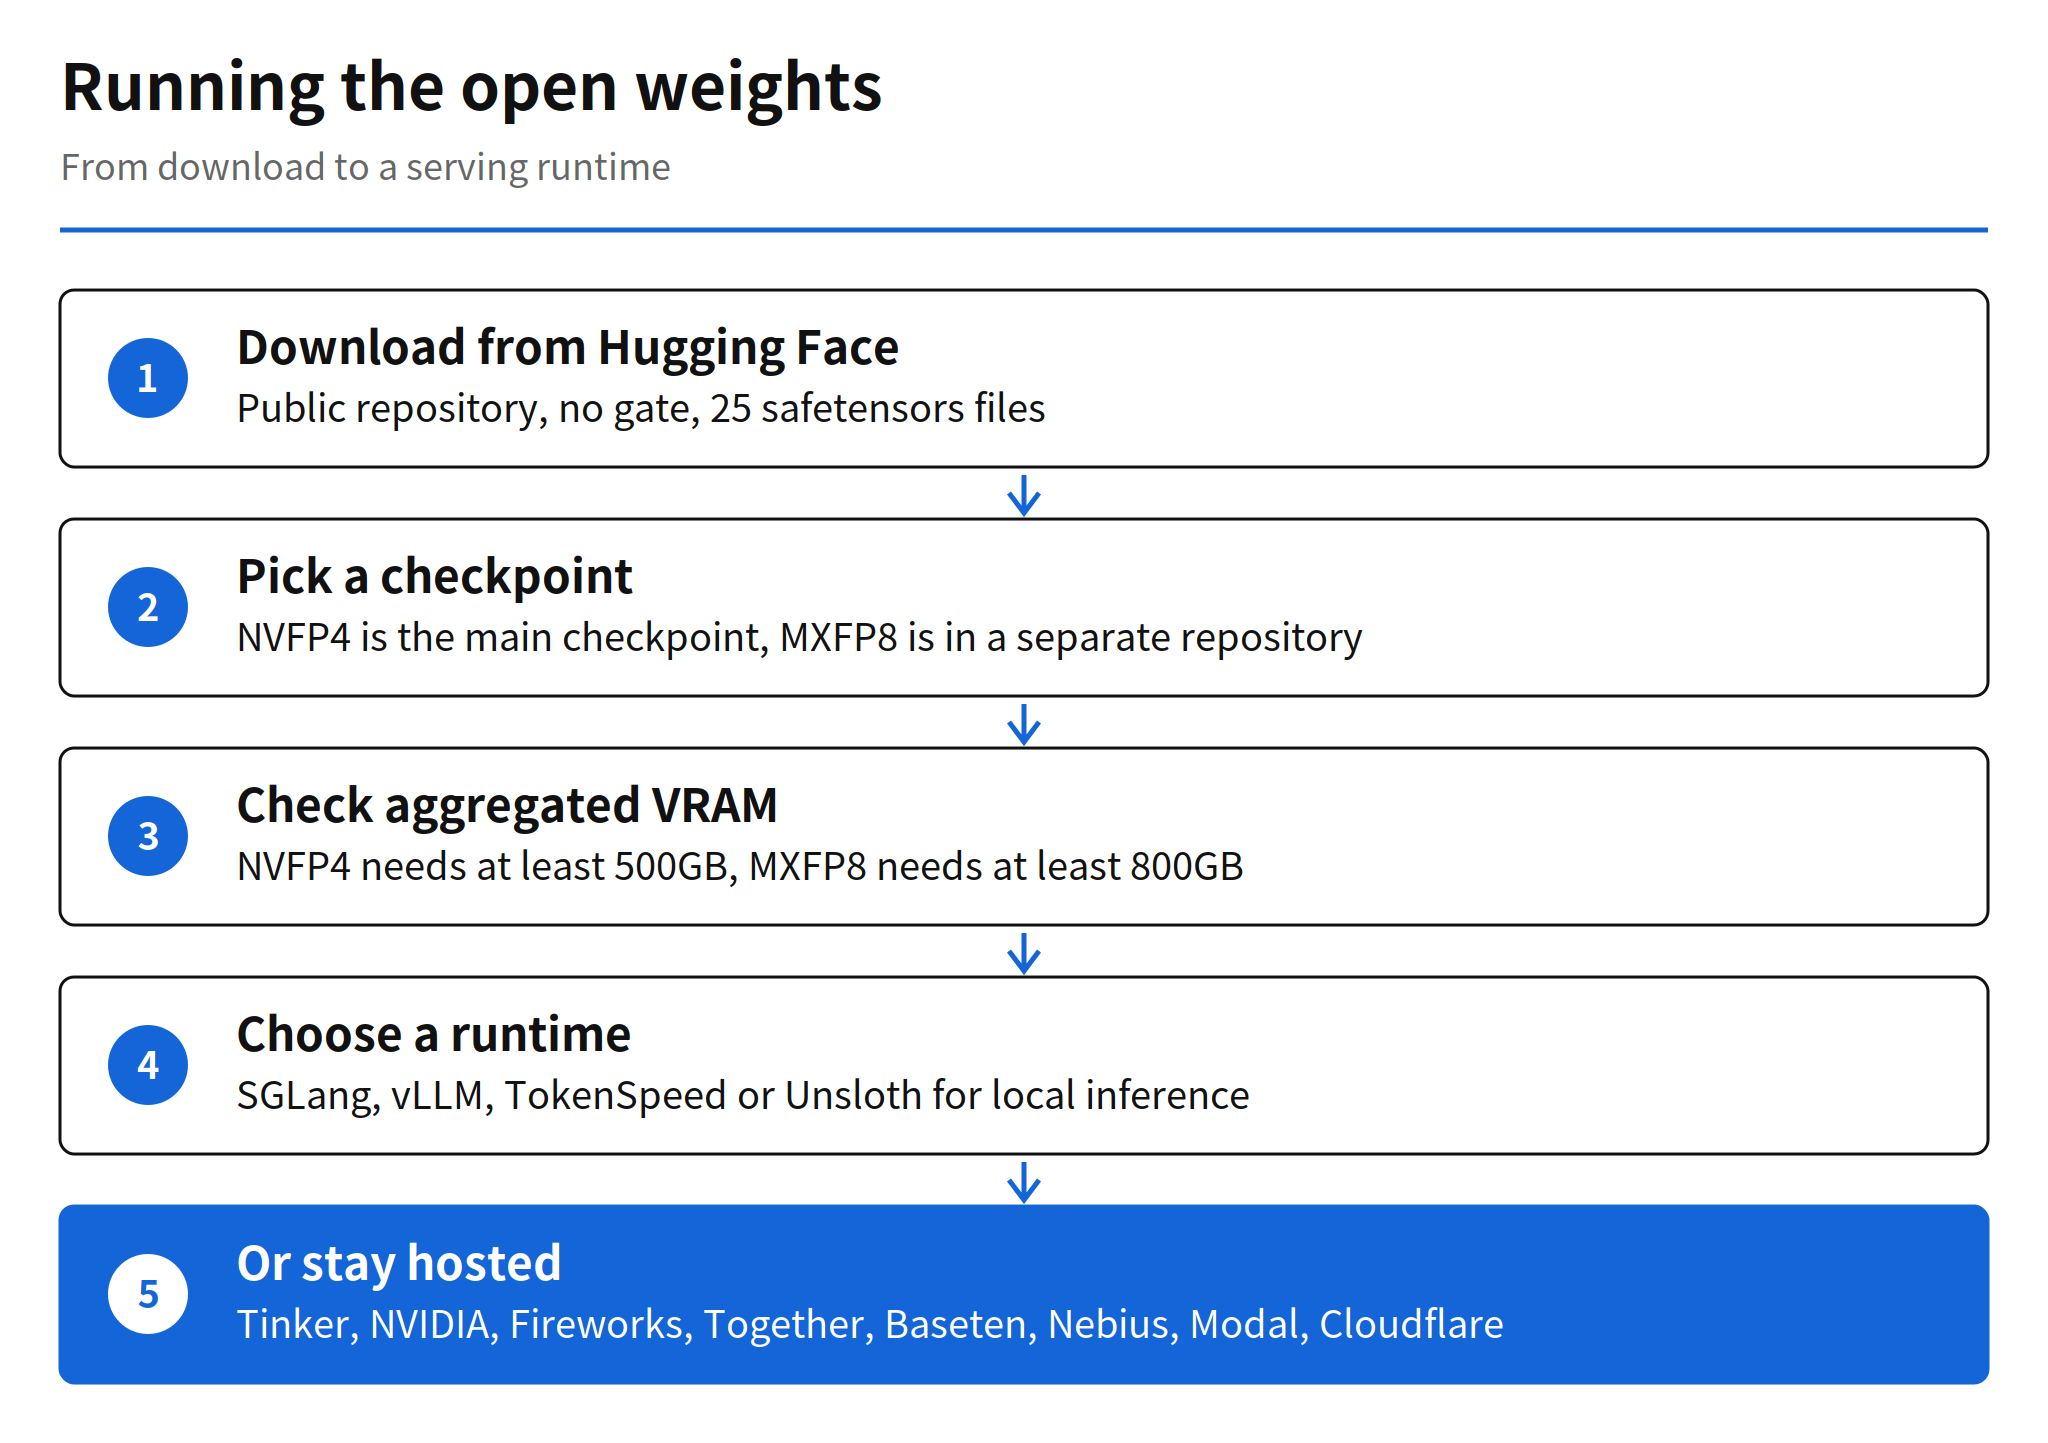 Running the open weights
From download to a serving runtime
1
Download from Hugging Face
Public repository, no gate, 25 safetensors files
2
Pick a checkpoint
NVFP4 is the main checkpoint, MXFP8 is in a separate repository
3
Check aggregated VRAM
NVFP4 needs at least 500GB, MXFP8 needs at least 800GB
4
Choose a runtime
SGLang, vLLM, TokenSpeed or Unsloth for local inference
5
Or stay hosted
Tinker, NVIDIA, Fireworks, Together, Baseten, Nebius, Modal, Cloudflare